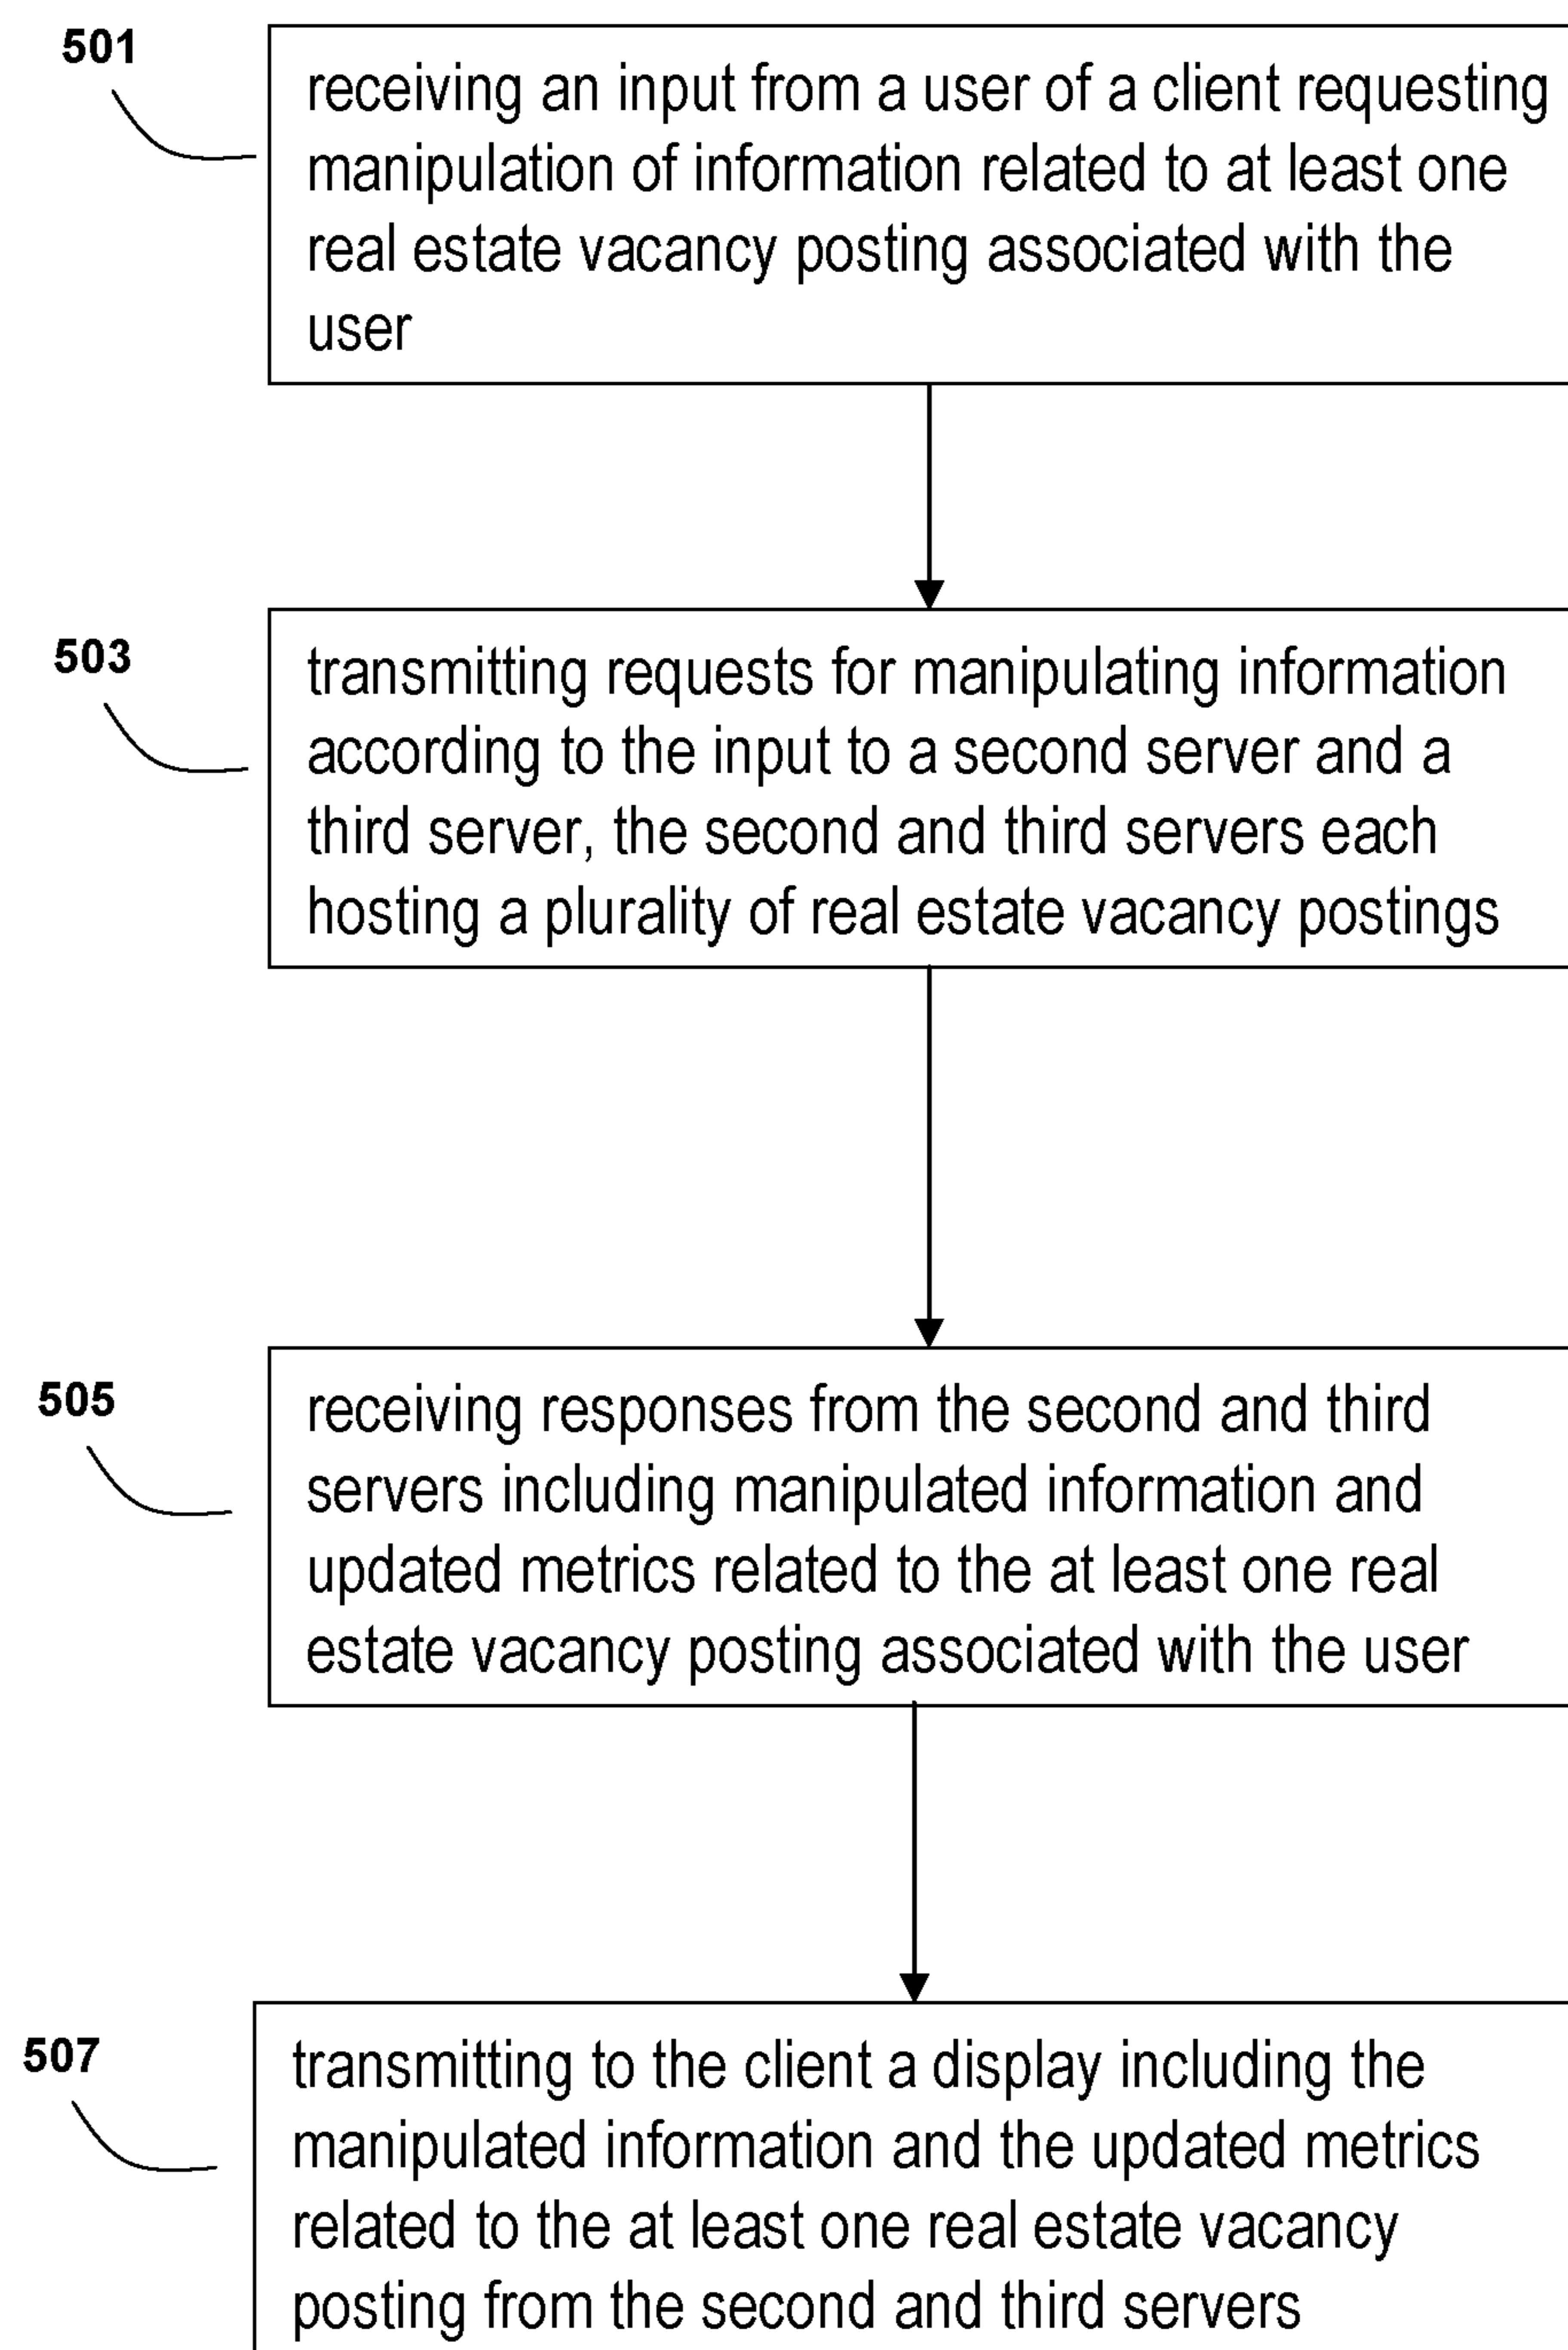 501
receiving an input from a user of a client requesting
manipulation of information related to at least one
real estate vacancy posting associated with the
user
503
transmitting requests for manipulating information
according to the input to a second server and a
third server, the second and third servers each
hosting a plurality of real estate vacancy postings
505
receiving responses from the second and third
servers including manipulated information and
updated metrics related to the at least one real
estate vacancy posting associated with the user
507
transmitting to the client a display including the
manipulated information and the updated metrics
related to the at least one real estate vacancy
posting from the second and third servers